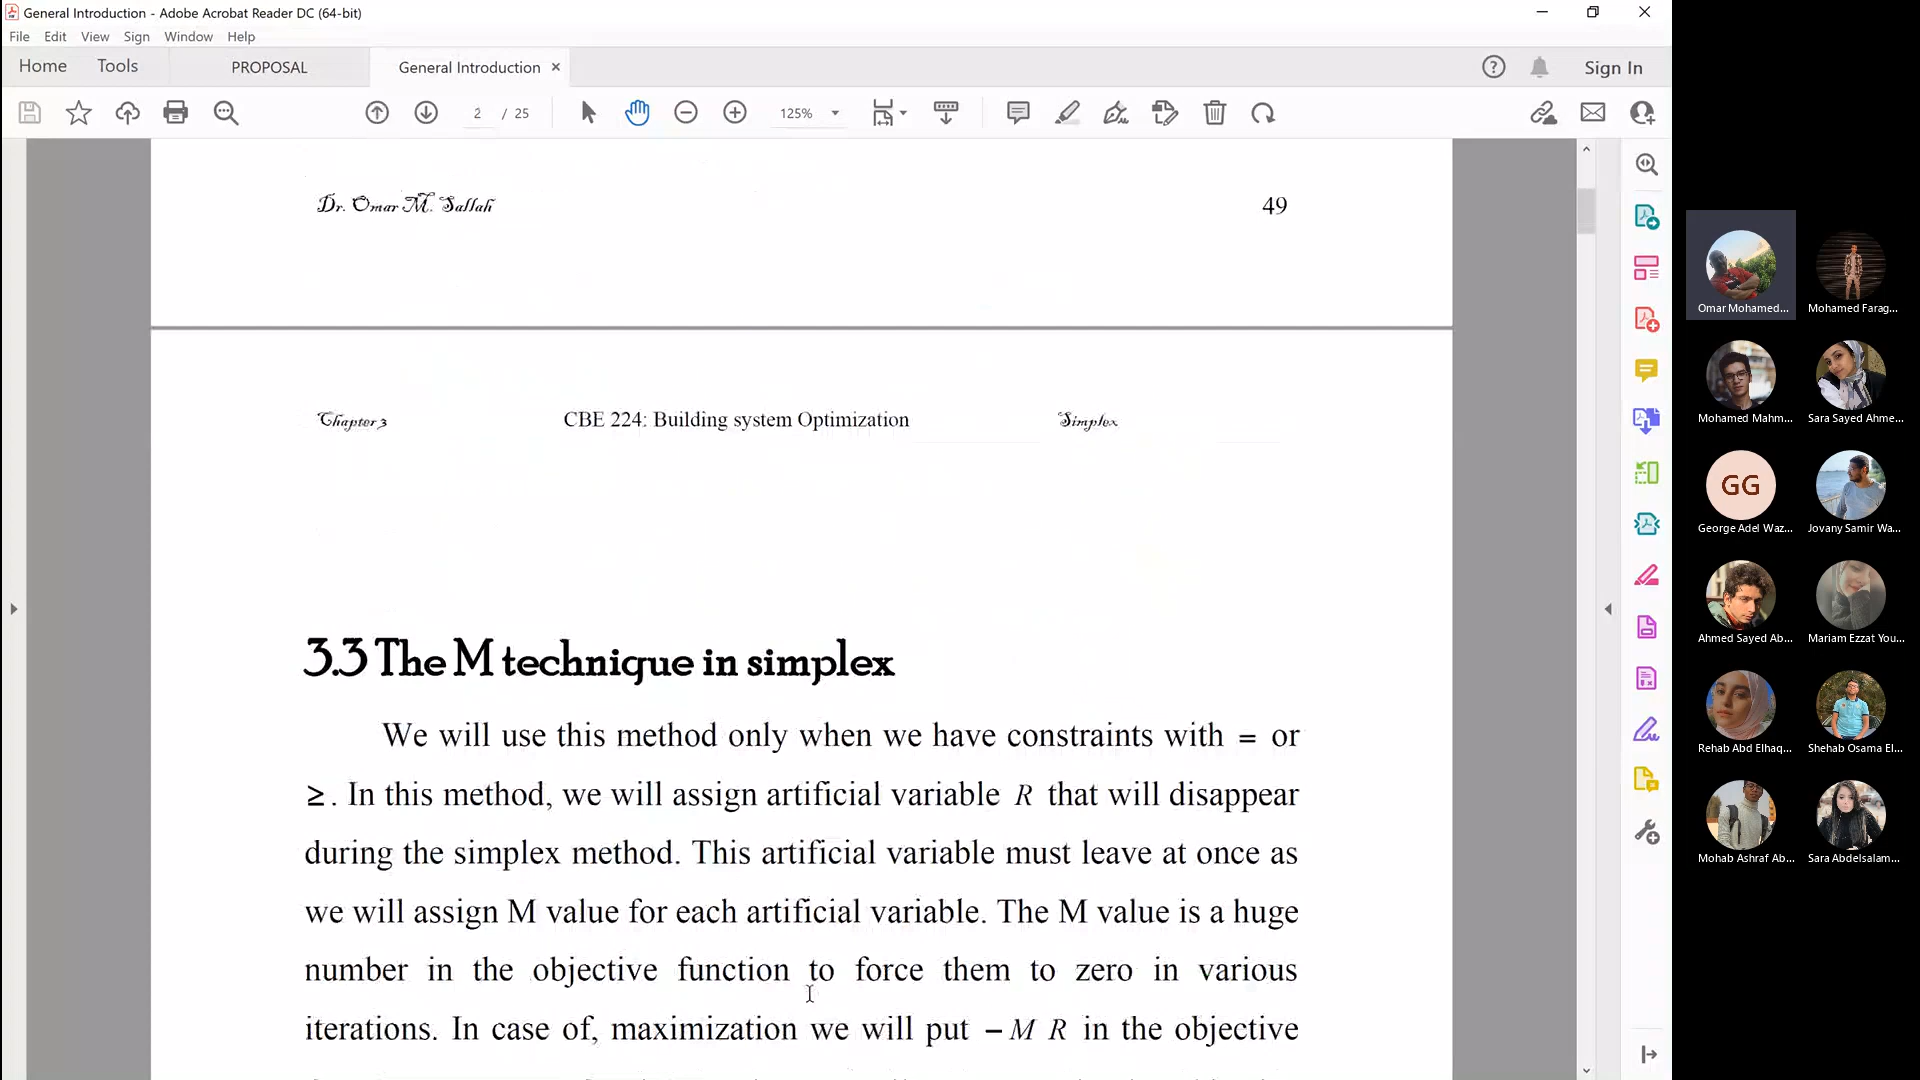 General Introduction - Adobe Acrobat Reader DC (64-bit)
File Edit View Sign Window Help
Home Tools PROPOSAL General Introduction × Sign In
2 / 25 125%
Dr. Omar M. Sallah 49
Chapter 3 CBE 224: Building system Optimization Simplex
3.3 The M technique in simplex
We will use this method only when we have constraints with = or
≥. In this method, we will assign artificial variable R that will disappear
during the simplex method. This artificial variable must leave at once as
we will assign M value for each artificial variable. The M value is a huge
number in the objective function to force them to zero in various
iterations. In case of, maximization we will put – M R in the objective
Omar Mohamed... Mohamed Farag...
Mohamed Mahm... Sara Sayed Ahme...
GG
George Adel Waz... Jovany Samir Wa...
Ahmed Sayed Ab... Mariam Ezzat You...
Rehab Abd Elhaq... Shehab Osama El...
Mohab Ashraf Ab... Sara Abdelsalam...